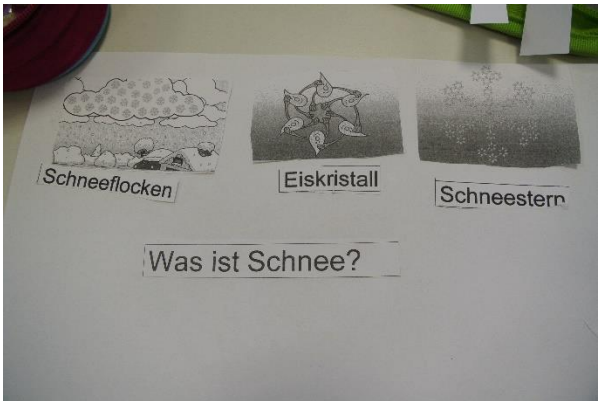 Schneeflocken
Eiskristall
Schneestern
Was ist Schnee?